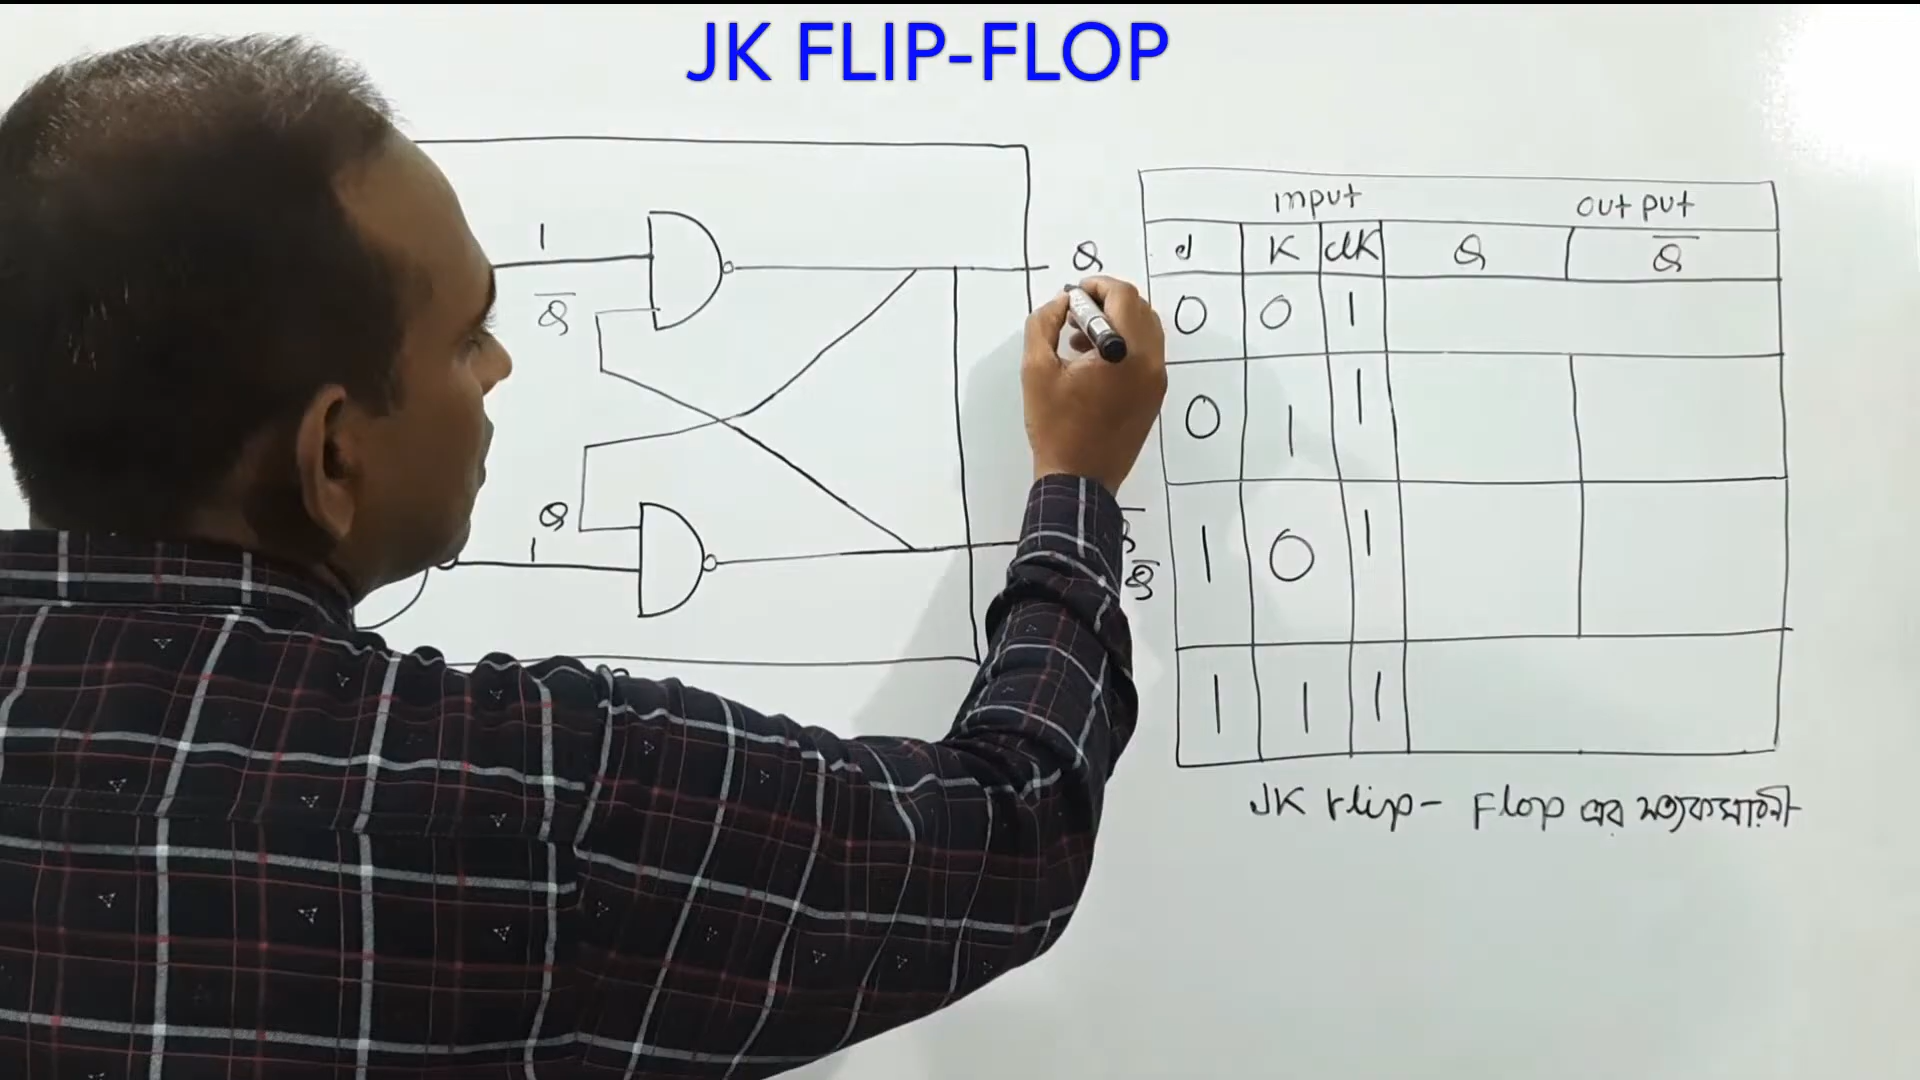 JK FLIP-FLOP
input output
J K clk Q Q̅
0 0 1
0 1 1
1 0 1
1 1 1
JK Flip- Flop এর সত্যকসারণী
1
Q̅
Q
Q
1
Q̅